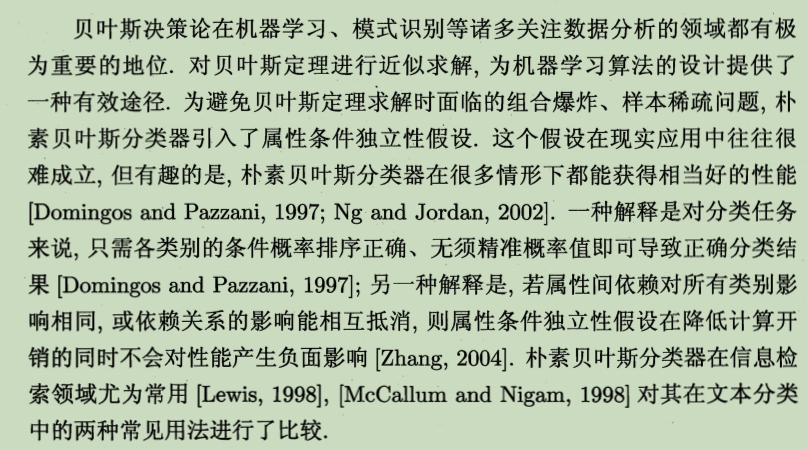 贝叶斯决策论在机器学习、模式识别等诸多关注数据分析的领域都有极
为重要的地位. 对贝叶斯定理进行近似求解, 为机器学习算法的设计提供了
一种有效途径. 为避免贝叶斯定理求解时面临的组合爆炸、样本稀疏问题, 朴
素贝叶斯分类器引入了属性条件独立性假设. 这个假设在现实应用中往往很
难成立, 但有趣的是, 朴素贝叶斯分类器在很多情形下都能获得相当好的性能
[Domingos and Pazzani, 1997; Ng and Jordan, 2002]. 一种解释是对分类任务
来说, 只需各类别的条件概率排序正确、无须精准概率值即可导致正确分类结
果 [Domingos and Pazzani, 1997]; 另一种解释是, 若属性间依赖对所有类别影
响相同, 或依赖关系的影响能相互抵消, 则属性条件独立性假设在降低计算开
销的同时不会对性能产生负面影响 [Zhang, 2004]. 朴素贝叶斯分类器在信息检
索领域尤为常用 [Lewis, 1998], [McCallum and Nigam, 1998] 对其在文本分类
中的两种常见用法进行了比较.